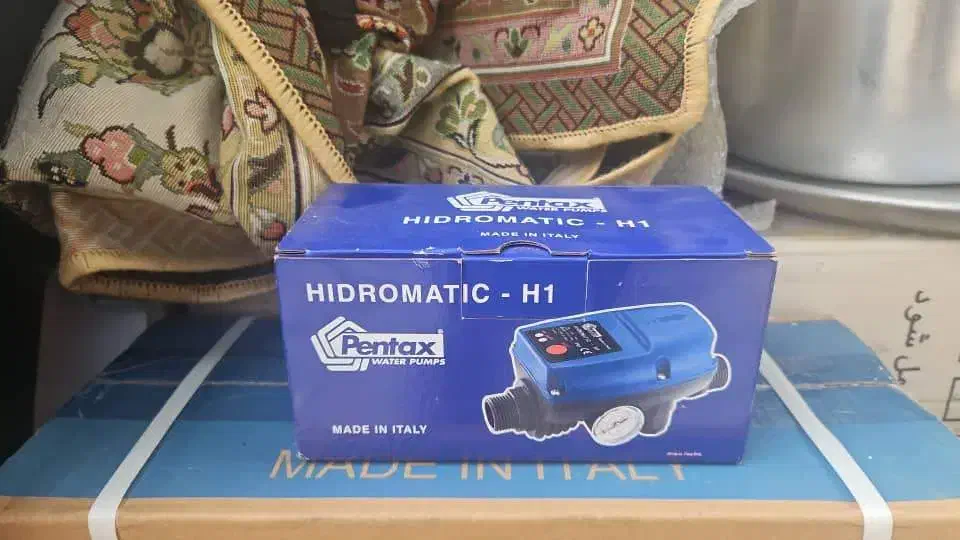 Pentax
WATER PUMPS
HIDROMATIC - H1
MADE IN ITALY
HIDROMATIC - H1
Pentax
WATER PUMPS
MADE IN ITALY
MADE IN ITALY
شود